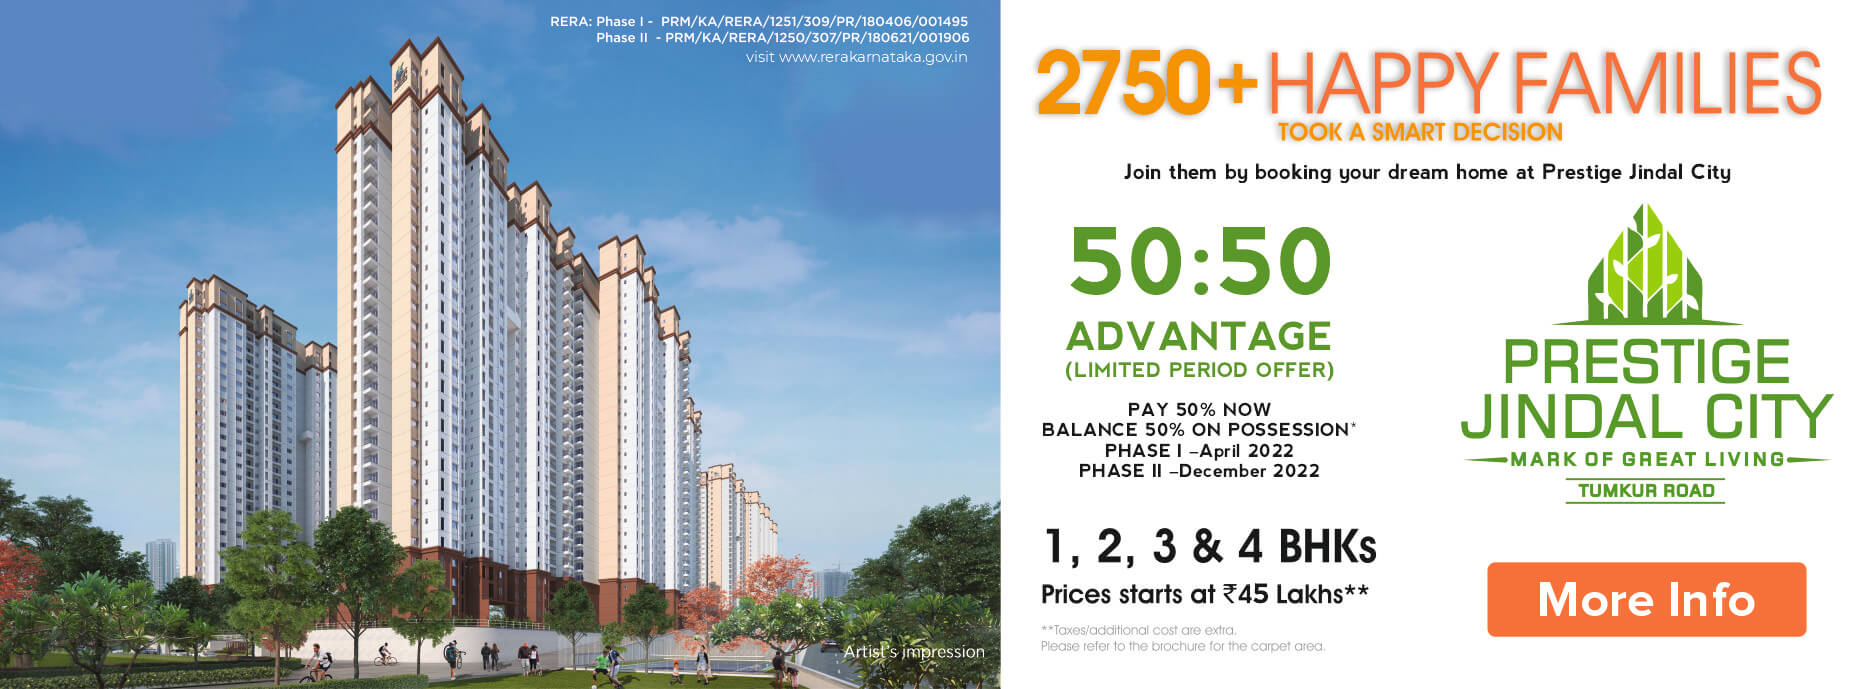 RERA: Phase I - PRM/KA/RERA/1251/309/PR/180406/001495
Phase II - PRM/KA/RERA/1250/307/PR/180621/001906
visit www.rerakarnataka.gov.in
Artist's impression
2750+ HAPPY FAMILIES
TOOK A SMART DECISION
Join them by booking your dream home at Prestige Jindal City
50:50
ADVANTAGE
(LIMITED PERIOD OFFER)
PAY 50% NOW
BALANCE 50% ON POSSESSION*
PHASE I –April 2022
PHASE II –December 2022
1, 2, 3 & 4 BHKs
Prices starts at ₹45 Lakhs**
**Taxes/additional cost are extra.
Please refer to the brochure for the carpet area.
PRESTIGE
JINDAL CITY
MARK OF GREAT LIVING
TUMKUR ROAD
More Info